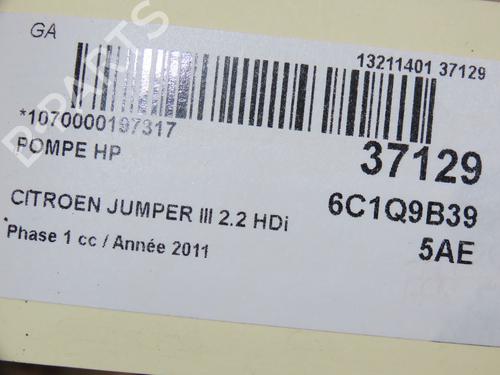 GA
13211401 37129
*1070000197317
POMPE HP
37129
CITROEN JUMPER III 2.2 HDi
6C1Q9B39
Phase 1 cc / Année 2011
5AE
B-PARTS